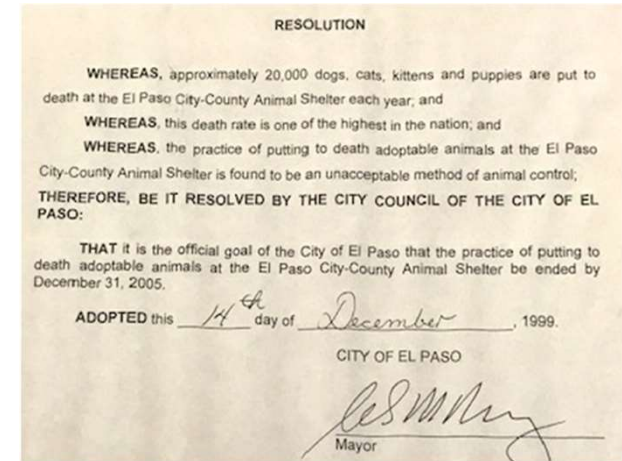 RESOLUTION
WHEREAS, approximately 20,000 dogs, cats, kittens and puppies are put to
death at the El Paso City-County Animal Shelter each year; and
WHEREAS, this death rate is one of the highest in the nation; and
WHEREAS, the practice of putting to death adoptable animals at the El Paso
City-County Animal Shelter is found to be an unacceptable method of animal control;
THEREFORE, BE IT RESOLVED BY THE CITY COUNCIL OF THE CITY OF EL
PASO:
THAT it is the official goal of the City of El Paso that the practice of putting to
death adoptable animals at the El Paso City-County Animal Shelter be ended by
December 31, 2005.
ADOPTED this 14th day of December, 1999.
CITY OF EL PASO
Mayor